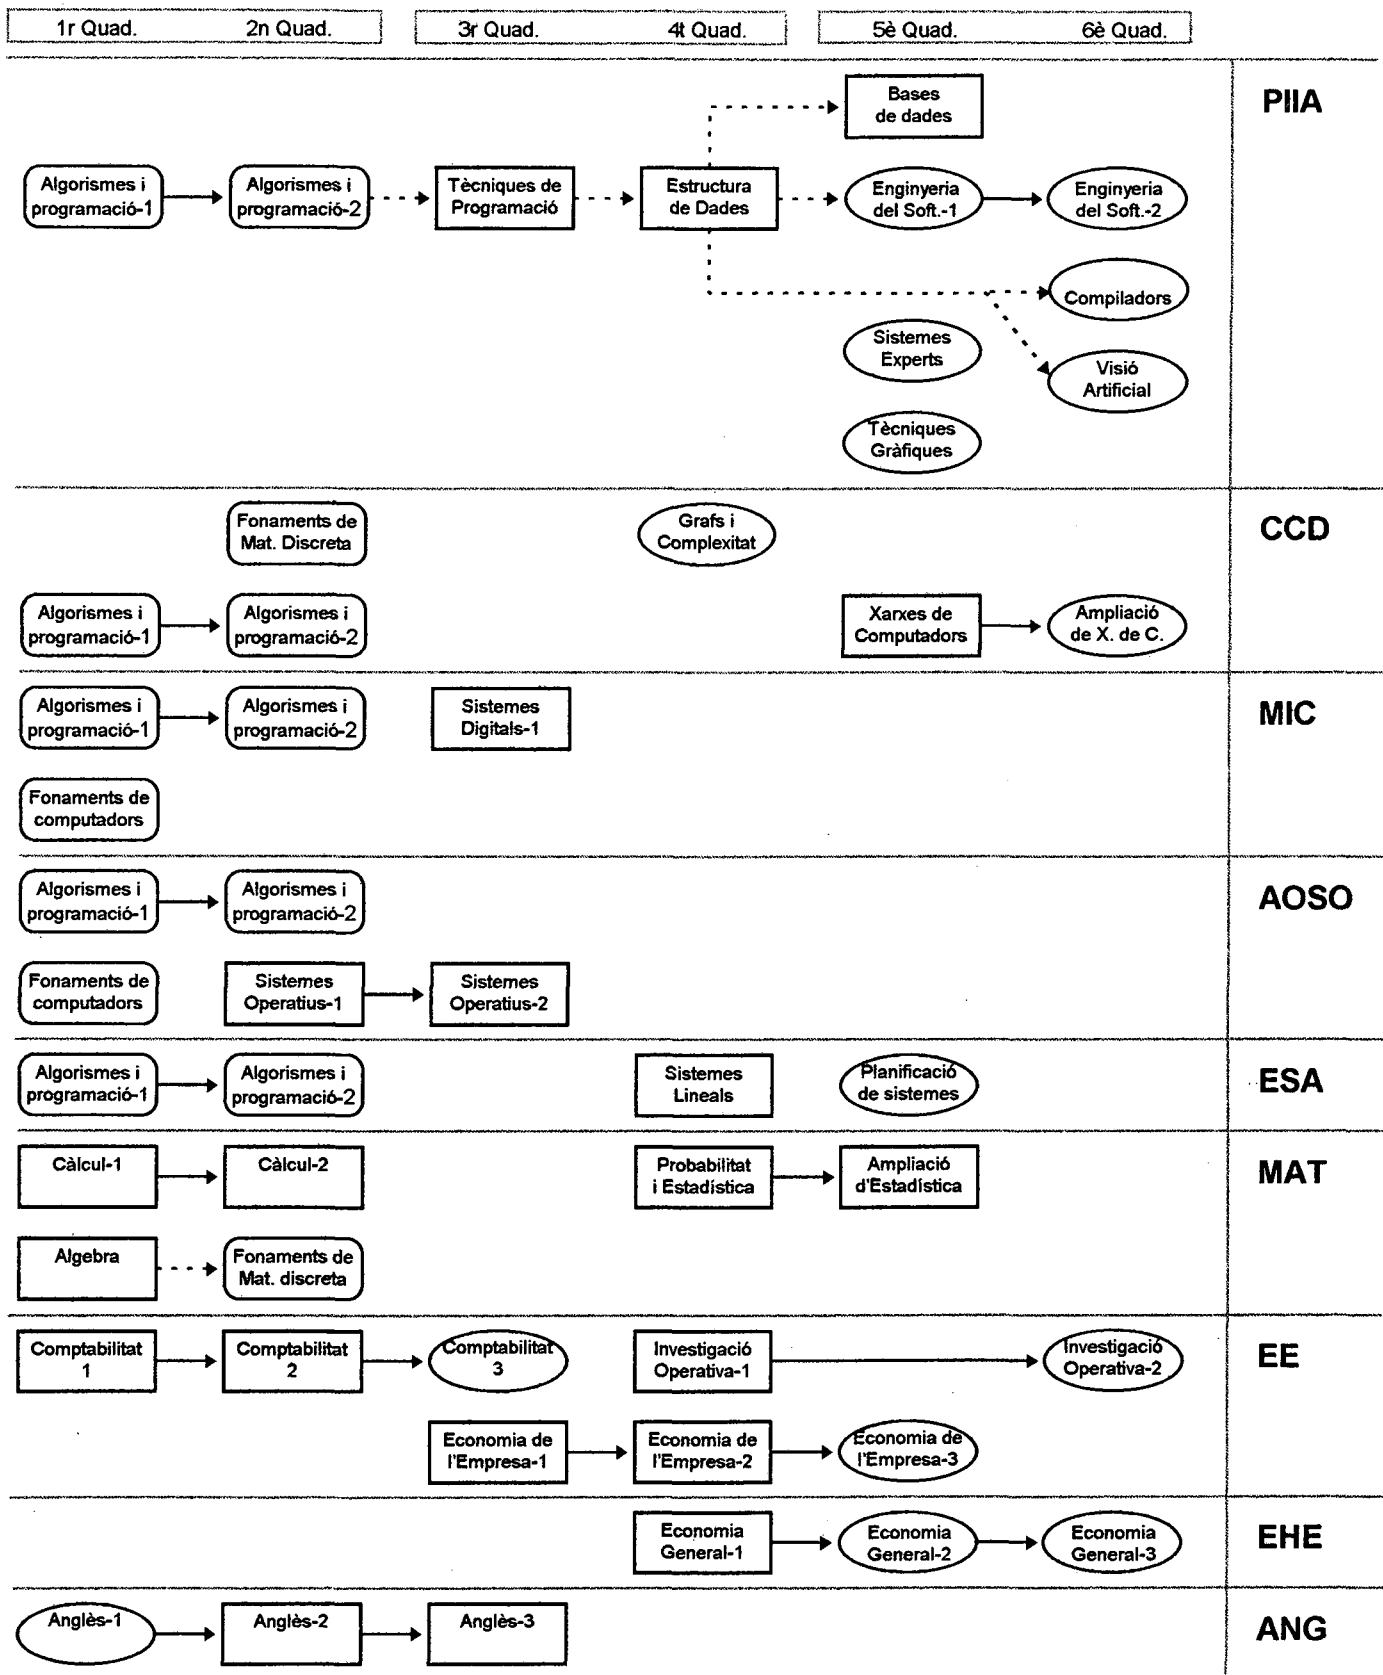 1r Quad.
2n Quad.
3r Quad.
4t Quad.
5è Quad.
6è Quad.
PIIA
Bases
de dades
Algorismes i
programació-1
Algorismes i
programació-2
Tècniques de
Programació
Estructura
de Dades
Enginyeria
del Soft.-1
Enginyeria
del Soft.-2
Compiladors
Sistemes
Experts
Visió
Artificial
Tècniques
Gràfiques
CCD
Fonaments de
Mat. Discreta
Grafs i
Complexitat
Algorismes i
programació-1
Algorismes i
programació-2
Xarxes de
Computadors
Ampliació
de X. de C.
MIC
Algorismes i
programació-1
Algorismes i
programació-2
Sistemes
Digitals-1
Fonaments de
computadors
AOSO
Algorismes i
programació-1
Algorismes i
programació-2
Fonaments de
computadors
Sistemes
Operatius-1
Sistemes
Operatius-2
ESA
Algorismes i
programació-1
Algorismes i
programació-2
Sistemes
Lineals
Planificació
de sistemes
MAT
Càlcul-1
Càlcul-2
Probabilitat
i Estadística
Ampliació
d'Estadística
Algebra
Fonaments de
Mat. discreta
EE
Comptabilitat
1
Comptabilitat
2
Comptabilitat
3
Investigació
Operativa-1
Investigació
Operativa-2
Economia de
l'Empresa-1
Economia de
l'Empresa-2
Economia de
l'Empresa-3
EHE
Economia
General-1
Economia
General-2
Economia
General-3
ANG
Anglès-1
Anglès-2
Anglès-3